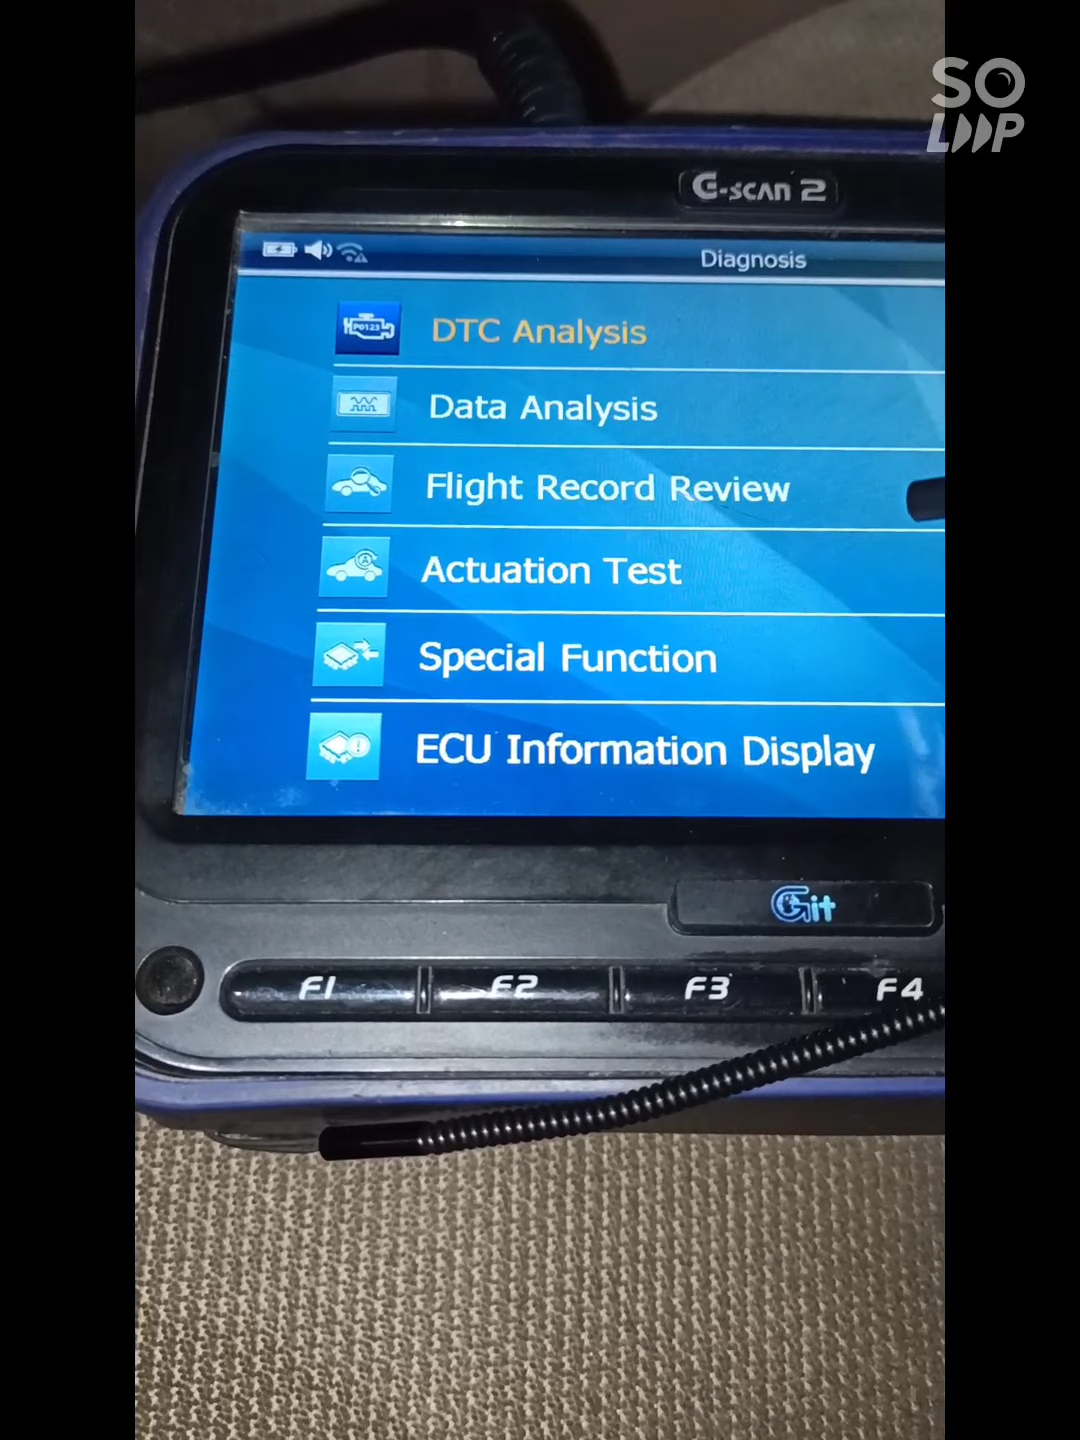 SO
LOOP
G-scan 2
Diagnosis
P0123
DTC Analysis
Data Analysis
Flight Record Review
Actuation Test
Special Function
ECU Information Display
Git
F1
F2
F3
F4